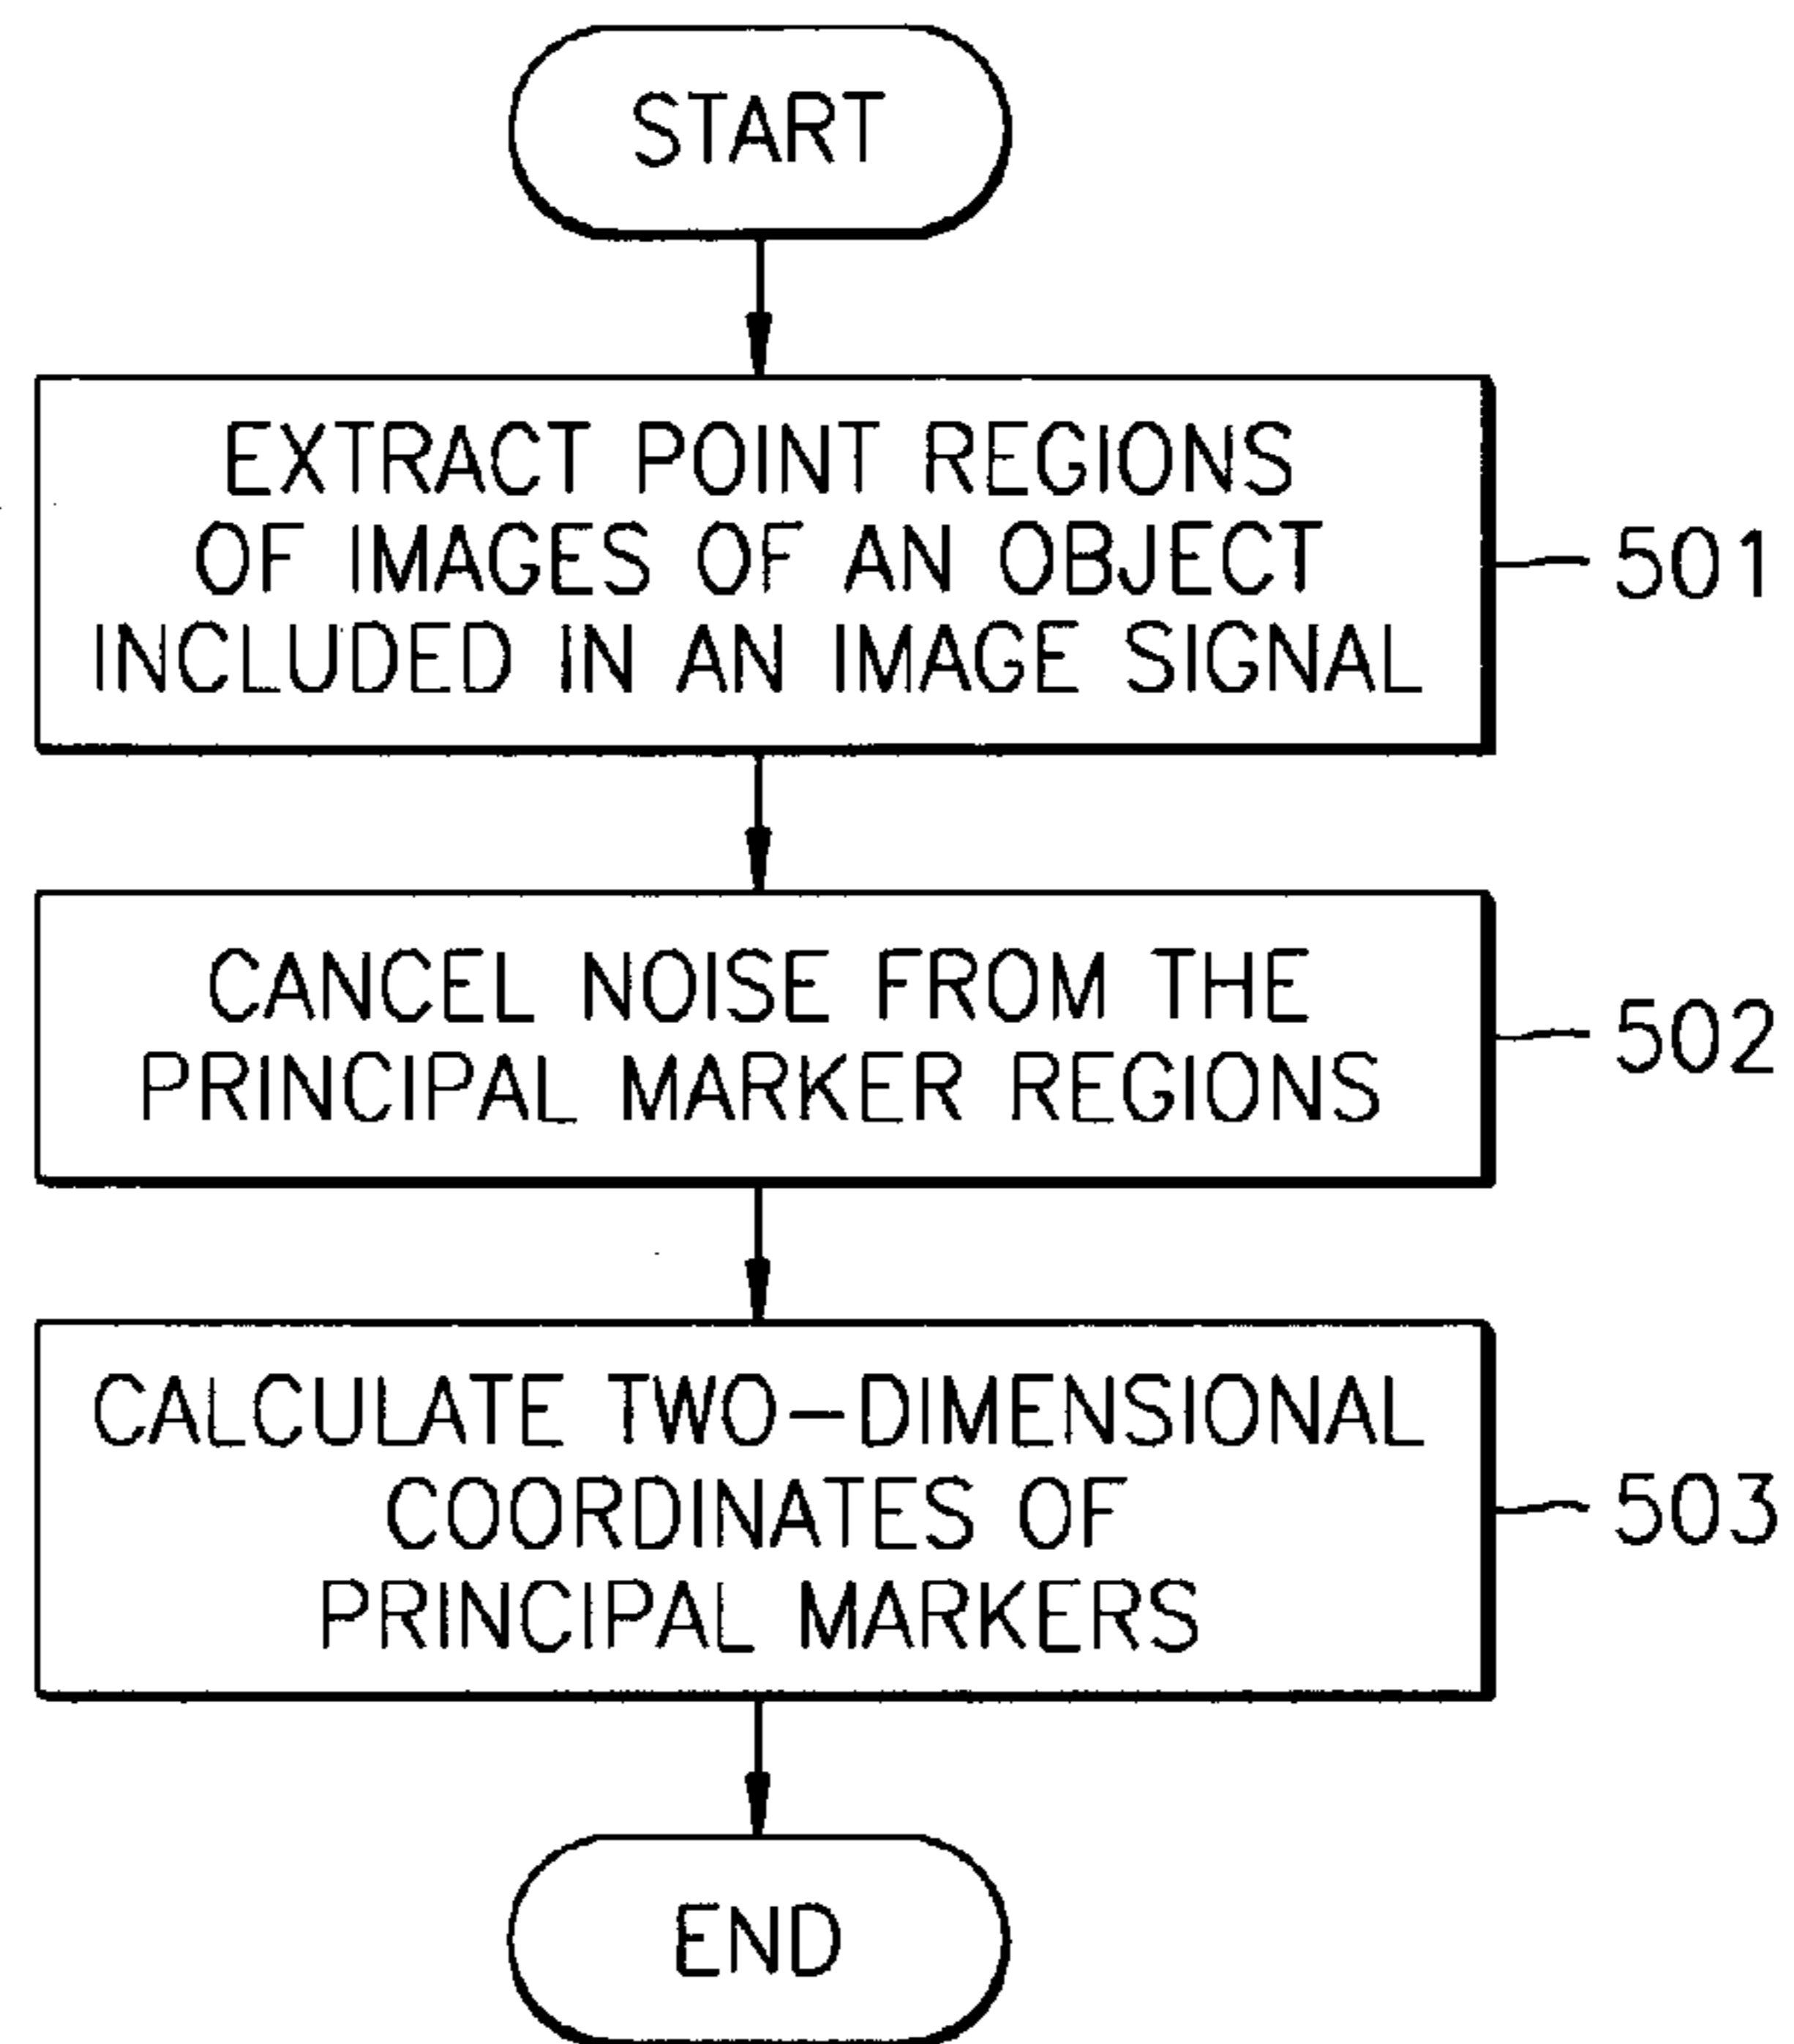 START
EXTRACT POINT REGIONS
OF IMAGES OF AN OBJECT
INCLUDED IN AN IMAGE SIGNAL
501
CANCEL NOISE FROM THE
PRINCIPAL MARKER REGIONS
502
CALCULATE TWO-DIMENSIONAL
COORDINATES OF
PRINCIPAL MARKERS
503
END